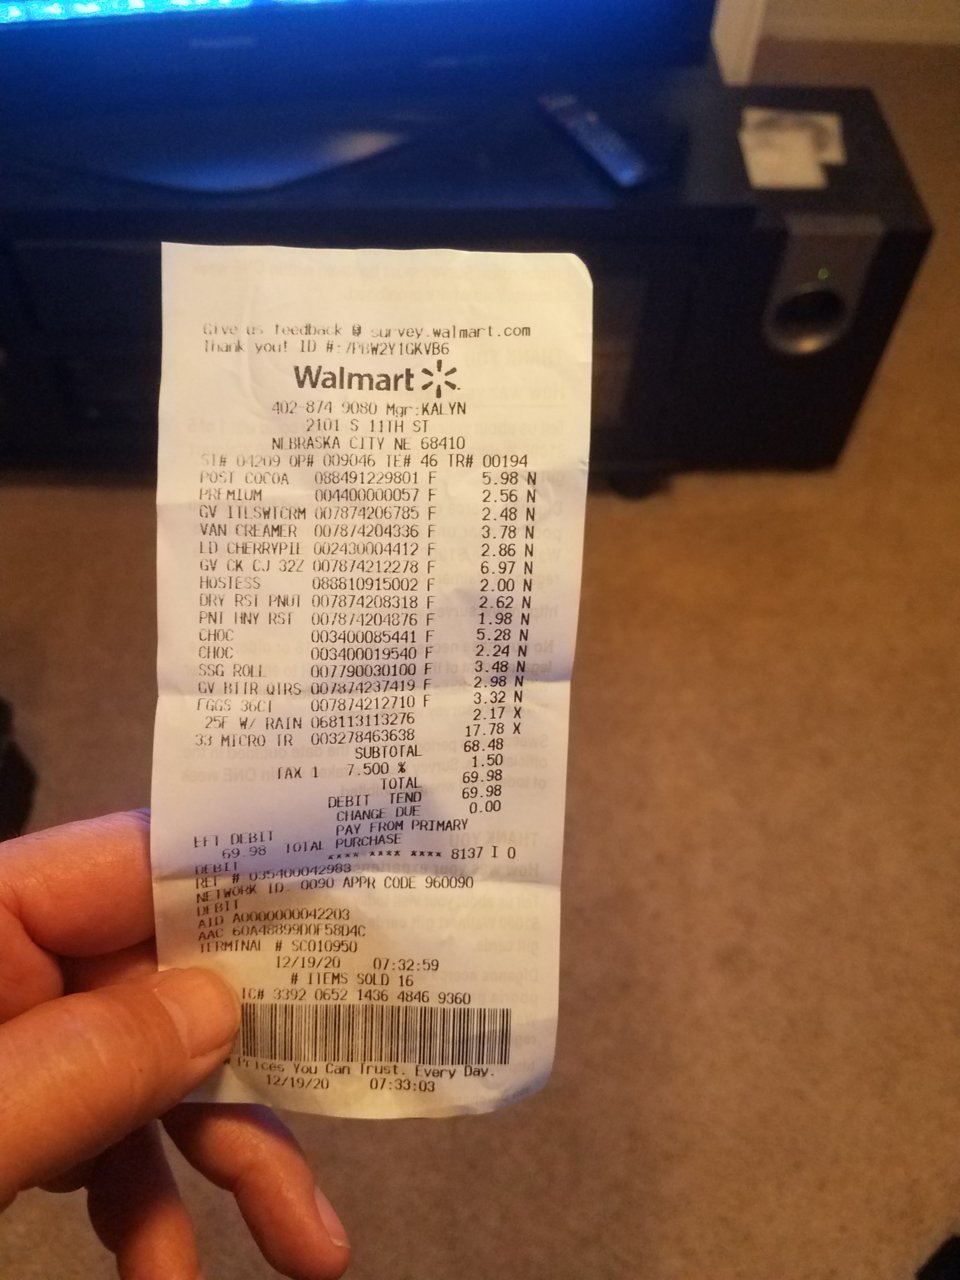 Give us feedback @ survey.walmart.com
Thank you! ID #:7PBW2Y1GKVB6
Walmart
402-874-9080 Mgr:KALYN
2101 S 11TH ST
NEBRASKA CITY NE 68410
ST# 04209 OP# 009046 TE# 46 TR# 00194
POST COCOA 088491229801 F 5.98 N
PREMIUM 004400000057 F 2.56 N
GV ITLSWTCRM 007874206785 F 2.48 N
VAN CREAMER 007874204336 F 3.78 N
LD CHERRYPIE 002430004412 F 2.86 N
GV CK CJ 32Z 007874212278 F 6.97 N
HOSTESS 088810915002 F 2.00 N
DRY RST PNUT 007874208318 F 2.62 N
PNT HNY RST 007874204876 F 1.98 N
CHOC 003400085441 F 5.28 N
CHOC 003400019540 F 2.24 N
SSG ROLL 007790030100 F 3.48 N
GV BTTR QTRS 007874237419 F 2.98 N
EGGS 36CT 007874212710 F 3.32 N
25F W/ RAIN 068113113276 2.17 X
33 MICRO TR 003278463638 17.78 X
SUBTOTAL 68.48
TAX 1 7.500 % 1.50
TOTAL 69.98
DEBIT TEND 69.98
CHANGE DUE 0.00
EFT DEBIT PAY FROM PRIMARY
69.98 TOTAL PURCHASE
DEBIT **** **** **** 8137 I 0
REF # 035400042983
NETWORK ID. 0090 APPR CODE 960090
DEBIT
AID A0000000042203
AAC 60A48899D0F58D4C
TERMINAL # SC010950
12/19/20 07:32:59
# ITEMS SOLD 16
TC# 3392 0652 1436 4846 9360
Prices You Can Trust. Every Day.
12/19/20 07:33:03